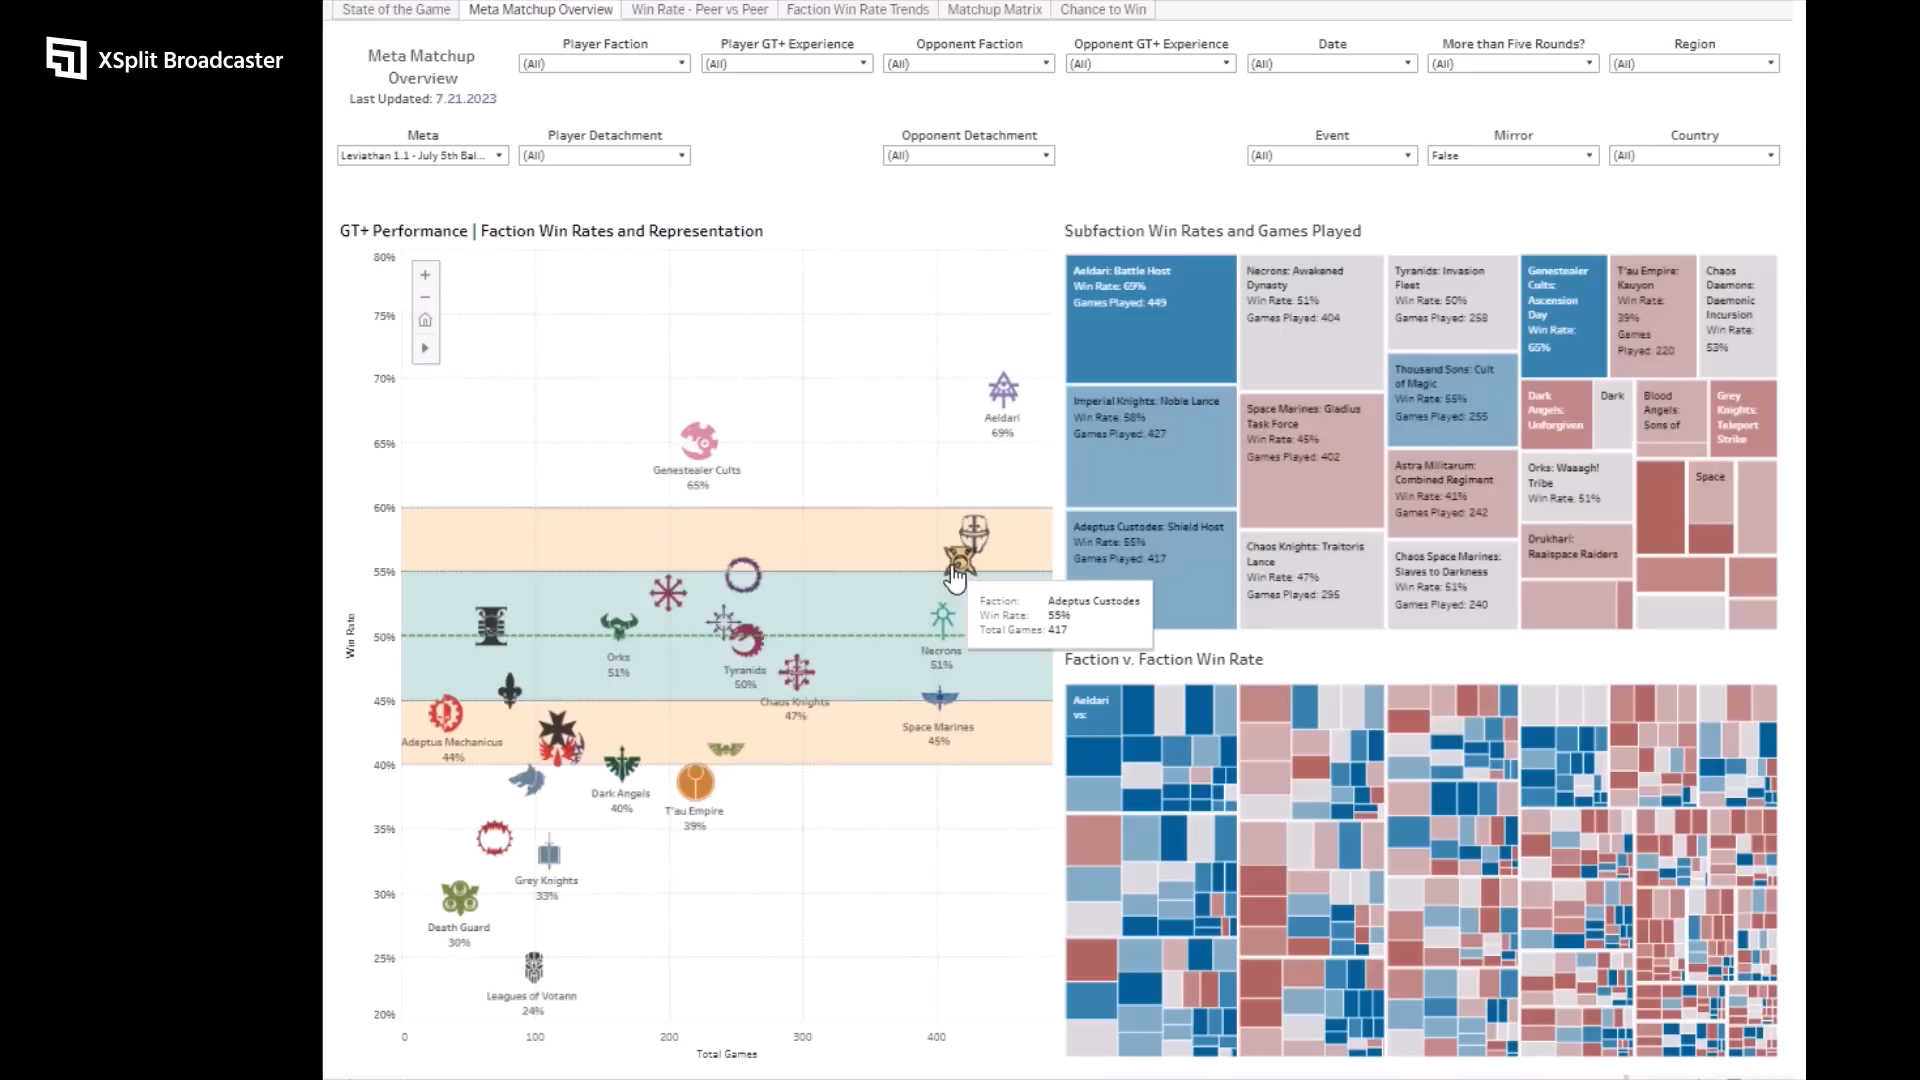 XSplit Broadcaster
State of the Game
Meta Matchup Overview
Win Rate - Peer vs Peer
Faction Win Rate Trends
Matchup Matrix
Chance to Win
Meta Matchup
Overview
Last Updated: 7.21.2023
Player Faction
(All)
Player GT+ Experience
(All)
Opponent Faction
(All)
Opponent GT+ Experience
(All)
Date
(All)
More than Five Rounds?
(All)
Region
(All)
Meta
Leviathan 1.1 - July 5th Bal...
Player Detachment
(All)
Opponent Detachment
(All)
Event
(All)
Mirror
False
Country
(All)
GT+ Performance | Faction Win Rates and Representation
80%
75%
70%
65%
60%
55%
50%
45%
40%
35%
30%
25%
20%
Win Rate
0
100
200
300
400
Total Games
Aeldari
69%
Genestealer Cults
65%
Orks
51%
Tyranids
50%
Chaos Knights
47%
Necrons
51%
Space Marines
45%
Adeptus Mechanicus
44%
Dark Angels
40%
T'au Empire
39%
Grey Knights
33%
Death Guard
30%
Leagues of Votann
24%
Faction: Adeptus Custodes
Win Rate: 55%
Total Games: 417
Subfaction Win Rates and Games Played
Aeldari: Battle Host
Win Rate: 69%
Games Played: 449
Imperial Knights: Noble Lance
Win Rate: 58%
Games Played: 427
Adeptus Custodes: Shield Host
Win Rate: 55%
Games Played: 417
Necrons: Awakened
Dynasty
Win Rate: 51%
Games Played: 404
Space Marines: Gladius
Task Force
Win Rate: 45%
Games Played: 402
Chaos Knights: Traitoris
Lance
Win Rate: 47%
Games Played: 295
Tyranids: Invasion
Fleet
Win Rate: 50%
Games Played: 258
Thousand Sons: Cult
of Magic
Win Rate: 55%
Games Played: 255
Astra Militarum:
Combined Regiment
Win Rate: 41%
Games Played: 242
Chaos Space Marines:
Slaves to Darkness
Win Rate: 51%
Games Played: 240
Genestealer
Cults:
Ascension
Day
Win Rate:
65%
T'au Empire:
Kauyon
Win Rate:
39%
Games
Played: 220
Chaos
Daemons:
Daemonic
Incursion
Win Rate:
53%
Dark
Angels:
Unforgiven
Dark
Blood
Angels:
Sons of
Grey
Knights:
Teleport
Strike
Orks: Waaagh!
Tribe
Win Rate: 51%
Space
Drukhari:
Realspace Raiders
Faction v. Faction Win Rate
Aeldari
vs: